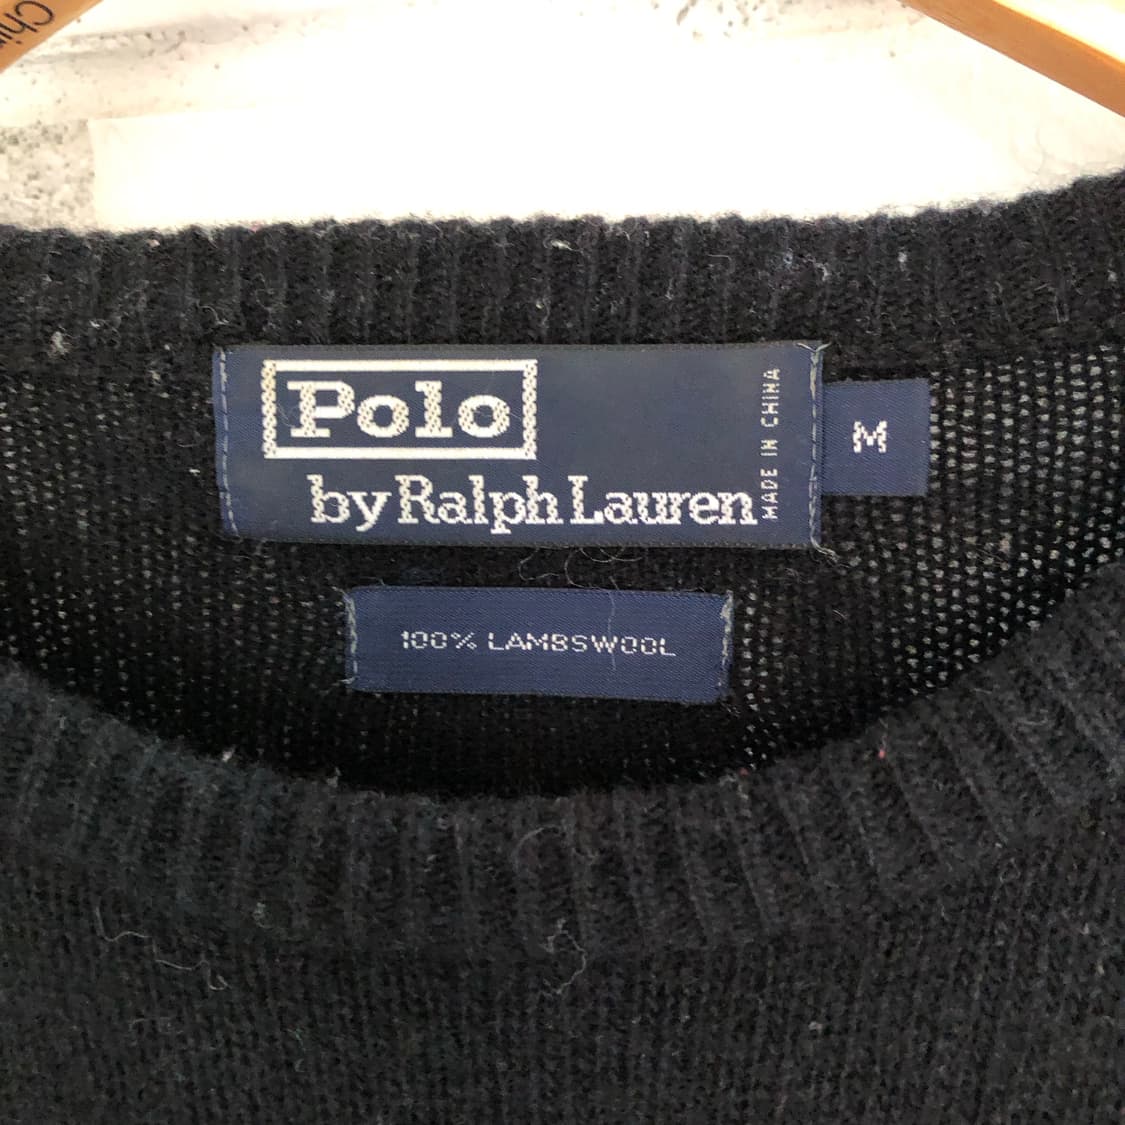 Polo
by Ralph Lauren
MADE IN CHINA
M
100% LAMBSWOOL